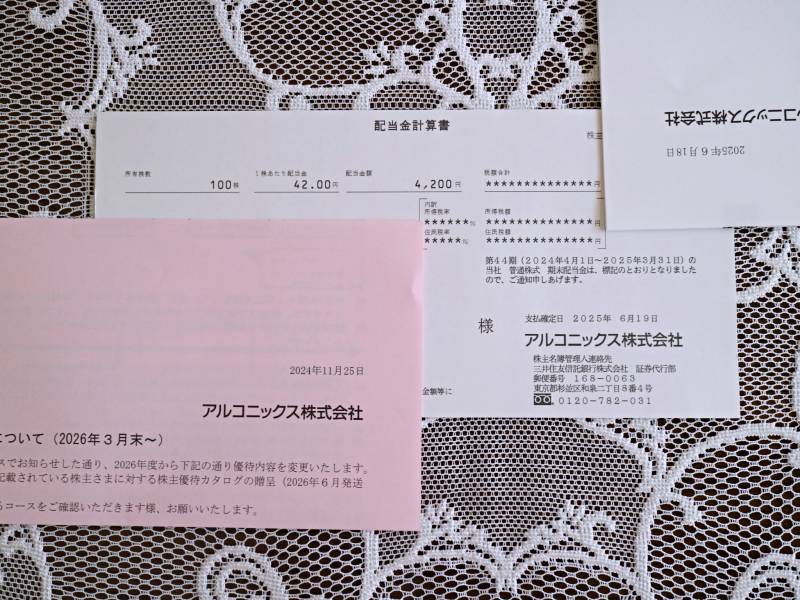 配当金計算書
株主
所有株数
100株
1株あたり配当金
42.00円
配当金額
4,200円
税額合計
***************円
内訳
所得税率
******%
所得税額
***************円
住民税率
*****%
住民税額
***************円
第44期（2024年4月1日～2025年3月31日）の
当社 普通株式 期末配当金は、標記のとおりとなりました
ので、ご通知申しあげます。
様
支払確定日 2025年 6月19日
アルコニックス株式会社
株主名簿管理人連絡先
三井住友信託銀行株式会社 証券代行部
郵便番号 168-0063
東京都杉並区和泉二丁目8番4号
0120-782-031
金額等に
ルコニックス株式会社
2025年6月18日
2024年11月25日
アルコニックス株式会社
について（2026年3月末～）
スでお知らせした通り、2026年度から下記の通り優待内容を変更いたします。
記載されている株主さまに対する株主優待カタログの贈呈（2026年6月発送
るコースをご確認いただきます様、お願いいたします。